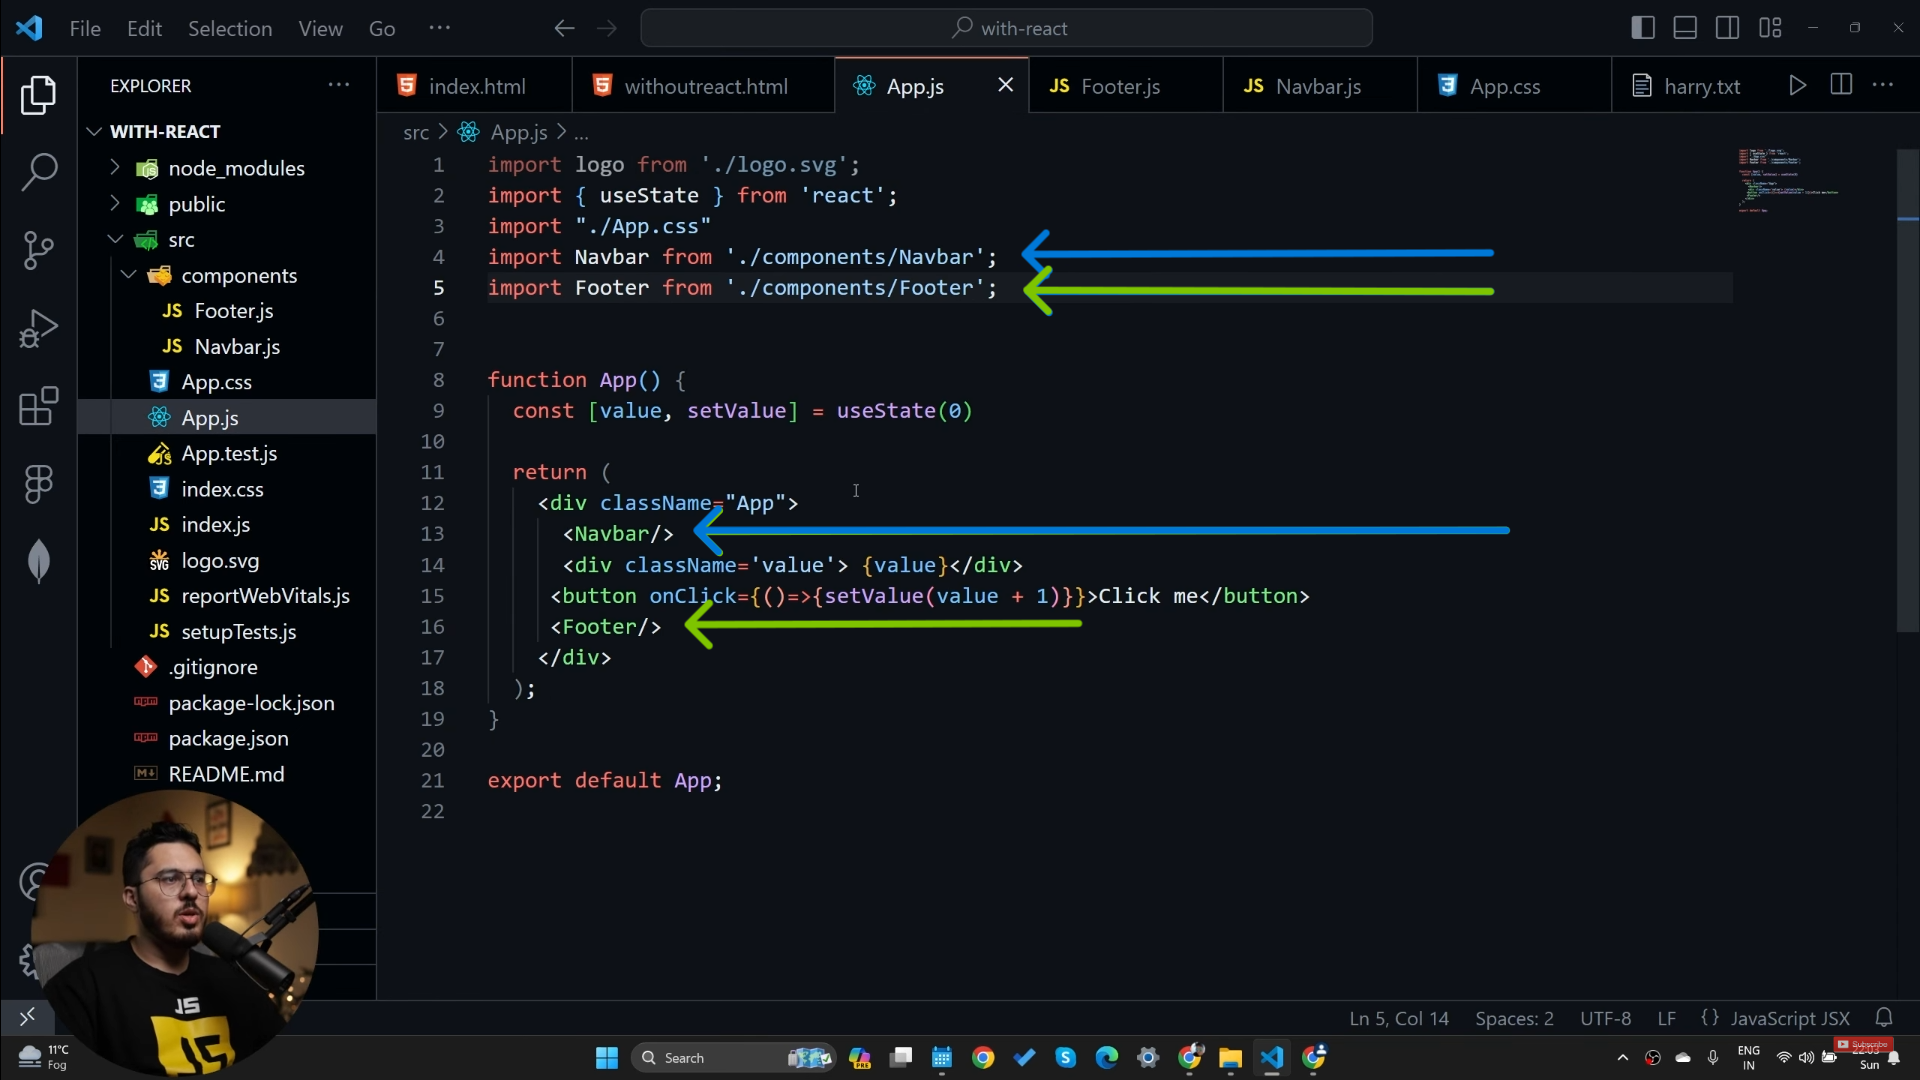 File Edit Selection View Go ... with-react
EXPLORER ...
index.html withoutreact.html App.js JS Footer.js JS Navbar.js App.css harry.txt ...
src > App.js > ...
WITH-REACT
node_modules
public
src
components
JS Footer.js
JS Navbar.js
App.css
App.js
App.test.js
index.css
JS index.js
logo.svg
JS reportWebVitals.js
JS setupTests.js
.gitignore
package-lock.json
package.json
README.md
1 import logo from './logo.svg';
2 import { useState } from 'react';
3 import "./App.css"
4 import Navbar from './components/Navbar';
5 import Footer from './components/Footer';
6
7
8 function App() {
9 const [value, setValue] = useState(0)
10
11 return (
12 <div className="App">
13 <Navbar/>
14 <div className='value'> {value}</div>
15 <button onClick={()=>{setValue(value + 1)}}>Click me</button>
16 <Footer/>
17 </div>
18 );
19 }
20
21 export default App;
22
JS
JS
Ln 5, Col 14 Spaces: 2 UTF-8 LF {} JavaScript JSX
11°C
Fog
Search
PRE
ENG
IN
Subscribe
Sun